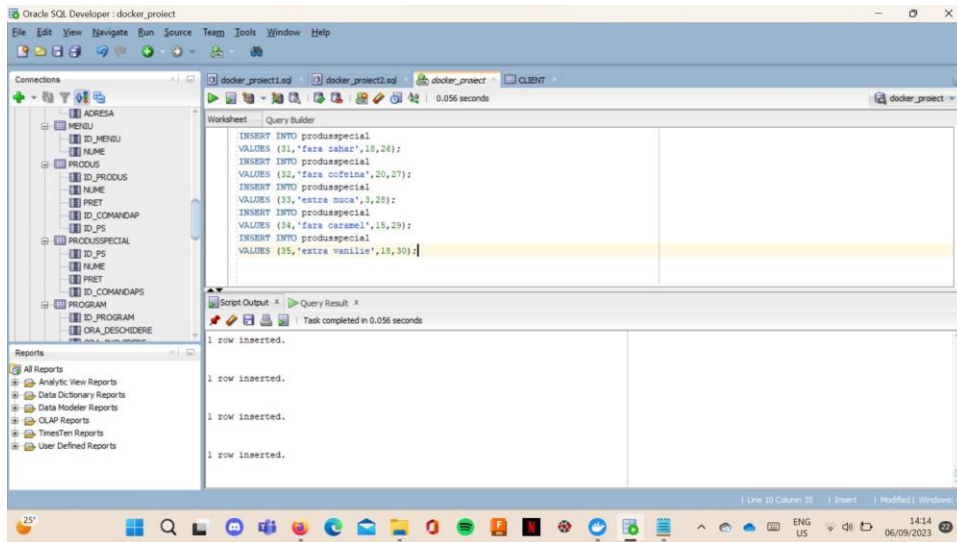 Oracle SQL Developer : docker_proiect
File Edit View Navigate Run Source Team Tools Window Help
Connections
docker_proiect1.sql docker_proiect2.sql docker_proiect CLIENT
0.056 seconds
docker_proiect
Worksheet Query Builder
ADRESA
MENIU
ID_MENIU
NUME
PRODUS
ID_PRODUS
NUME
PRET
ID_COMANDAP
ID_PS
PRODUSSPECIAL
ID_PS
NUME
PRET
ID_COMANDAPS
PROGRAM
ID_PROGRAM
ORA_DESCHIDERE
INSERT INTO produsspecial
VALUES (31,'fara zahar',18,26);
INSERT INTO produsspecial
VALUES (32,'fara cofeina',20,27);
INSERT INTO produsspecial
VALUES (33,'extra nuca',3,28);
INSERT INTO produsspecial
VALUES (34,'fara caramel',15,29);
INSERT INTO produsspecial
VALUES (35,'extra vanilie',18,30);
Script Output x Query Result x
Task completed in 0.056 seconds
1 row inserted.
1 row inserted.
1 row inserted.
1 row inserted.
Reports
All Reports
Analytic View Reports
Data Dictionary Reports
Data Modeler Reports
OLAP Reports
TimesTen Reports
User Defined Reports
Line 10 Column 35 | Insert | Modified | Windows:
25°
ENG
US
14:14
06/09/2023
22